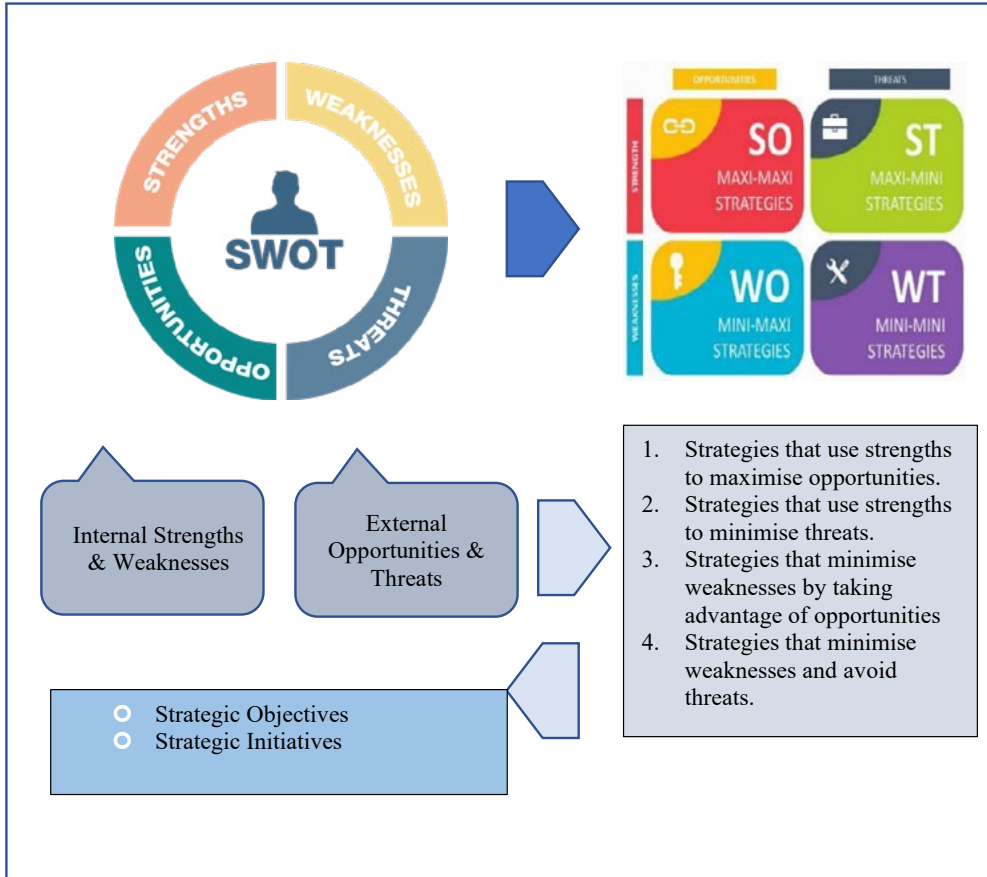 STRENGTHS
WEAKNESSES
SWOT
OPPORTUNITIES
THREATS
OPPORTUNITIES
THREATS
STRENGTH
SO
MAXI-MAXI
STRATEGIES
ST
MAXI-MINI
STRATEGIES
WEAKNESSES
WO
MINI-MAXI
STRATEGIES
WT
MINI-MINI
STRATEGIES
Internal Strengths
& Weaknesses
External
Opportunities &
Threats
1. Strategies that use strengths
to maximise opportunities.
2. Strategies that use strengths
to minimise threats.
3. Strategies that minimise
weaknesses by taking
advantage of opportunities
4. Strategies that minimise
weaknesses and avoid
threats.
Strategic Objectives
Strategic Initiatives